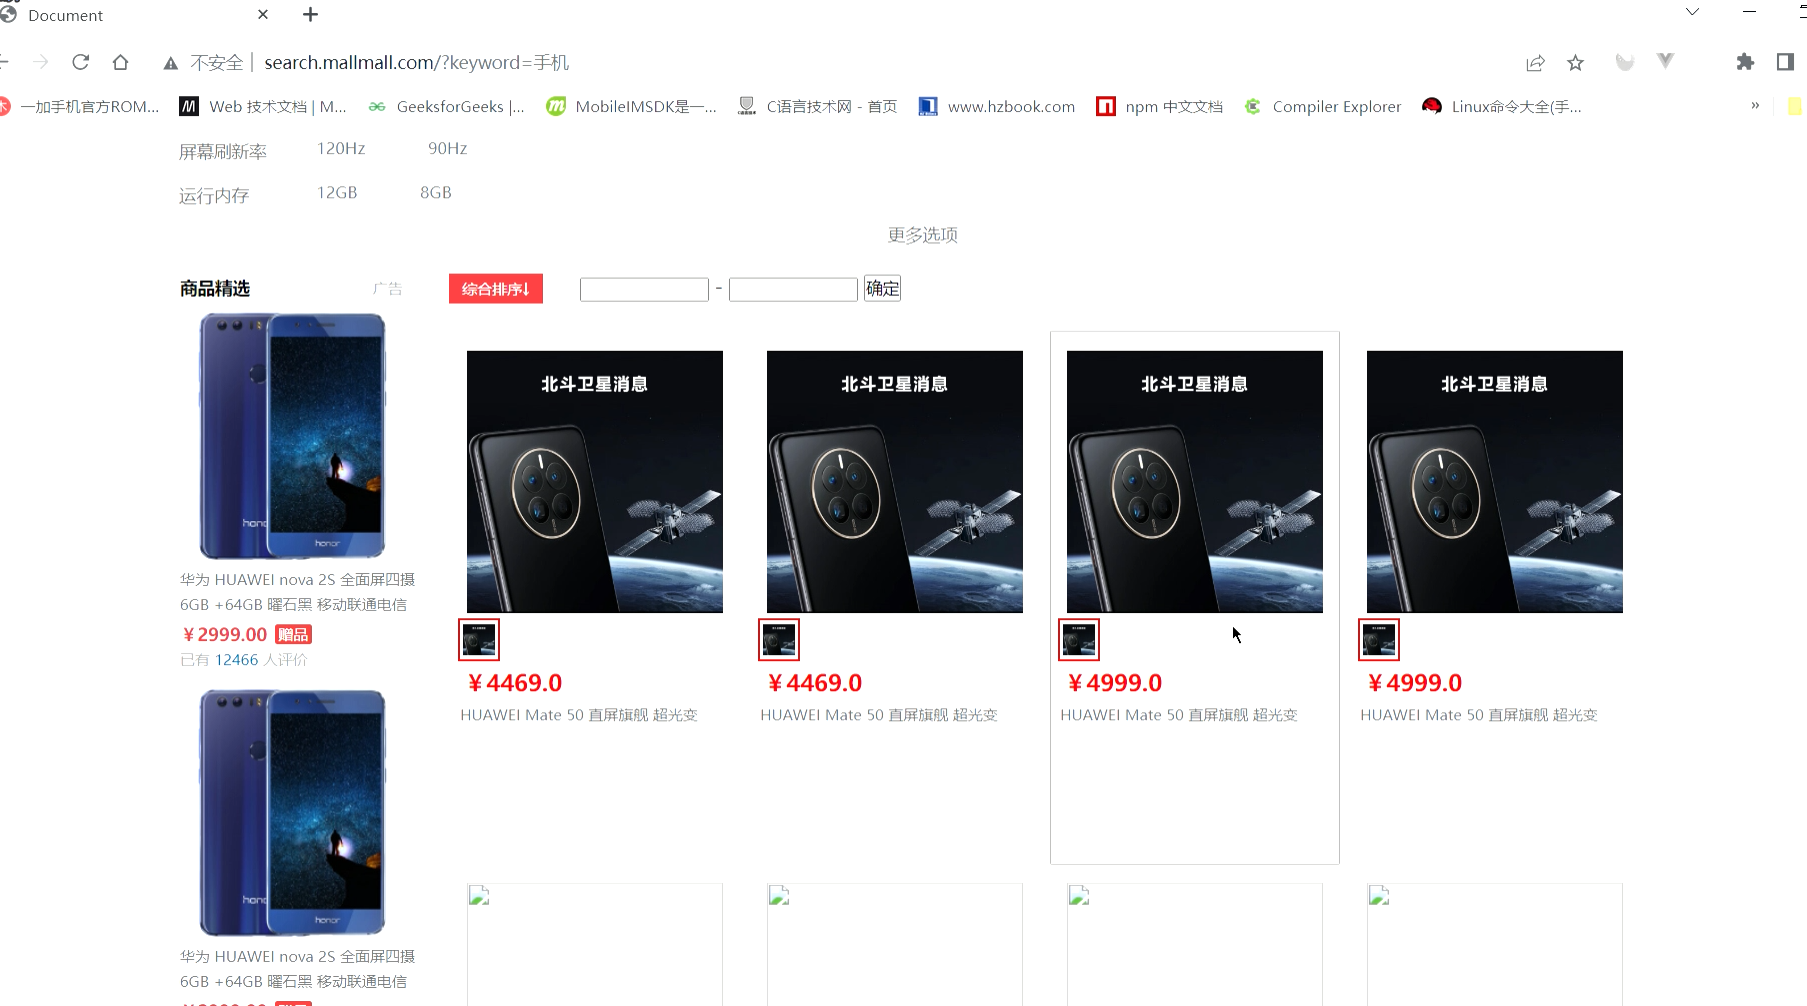 Document
不安全 | search.mallmall.com/?keyword=手机
一加手机官方ROM... Web 技术文档 | M... GeeksforGeeks |... MobileIMSDK是一... C语言技术网 - 首页 www.hzbook.com npm 中文文档 Compiler Explorer Linux命令大全(手... »
屏幕刷新率 120Hz 90Hz
运行内存 12GB 8GB
更多选项
商品精选 广告 综合排序↓ - 确定
北斗卫星消息 北斗卫星消息 北斗卫星消息 北斗卫星消息
honor
华为 HUAWEI nova 2S 全面屏四摄
6GB +64GB 曜石黑 移动联通电信
￥2999.00 赠品
已有 12466 人评价
￥4469.0 ￥4469.0 ￥4999.0 ￥4999.0
HUAWEI Mate 50 直屏旗舰 超光变 HUAWEI Mate 50 直屏旗舰 超光变 HUAWEI Mate 50 直屏旗舰 超光变 HUAWEI Mate 50 直屏旗舰 超光变
honor
华为 HUAWEI nova 2S 全面屏四摄
6GB +64GB 曜石黑 移动联通电信